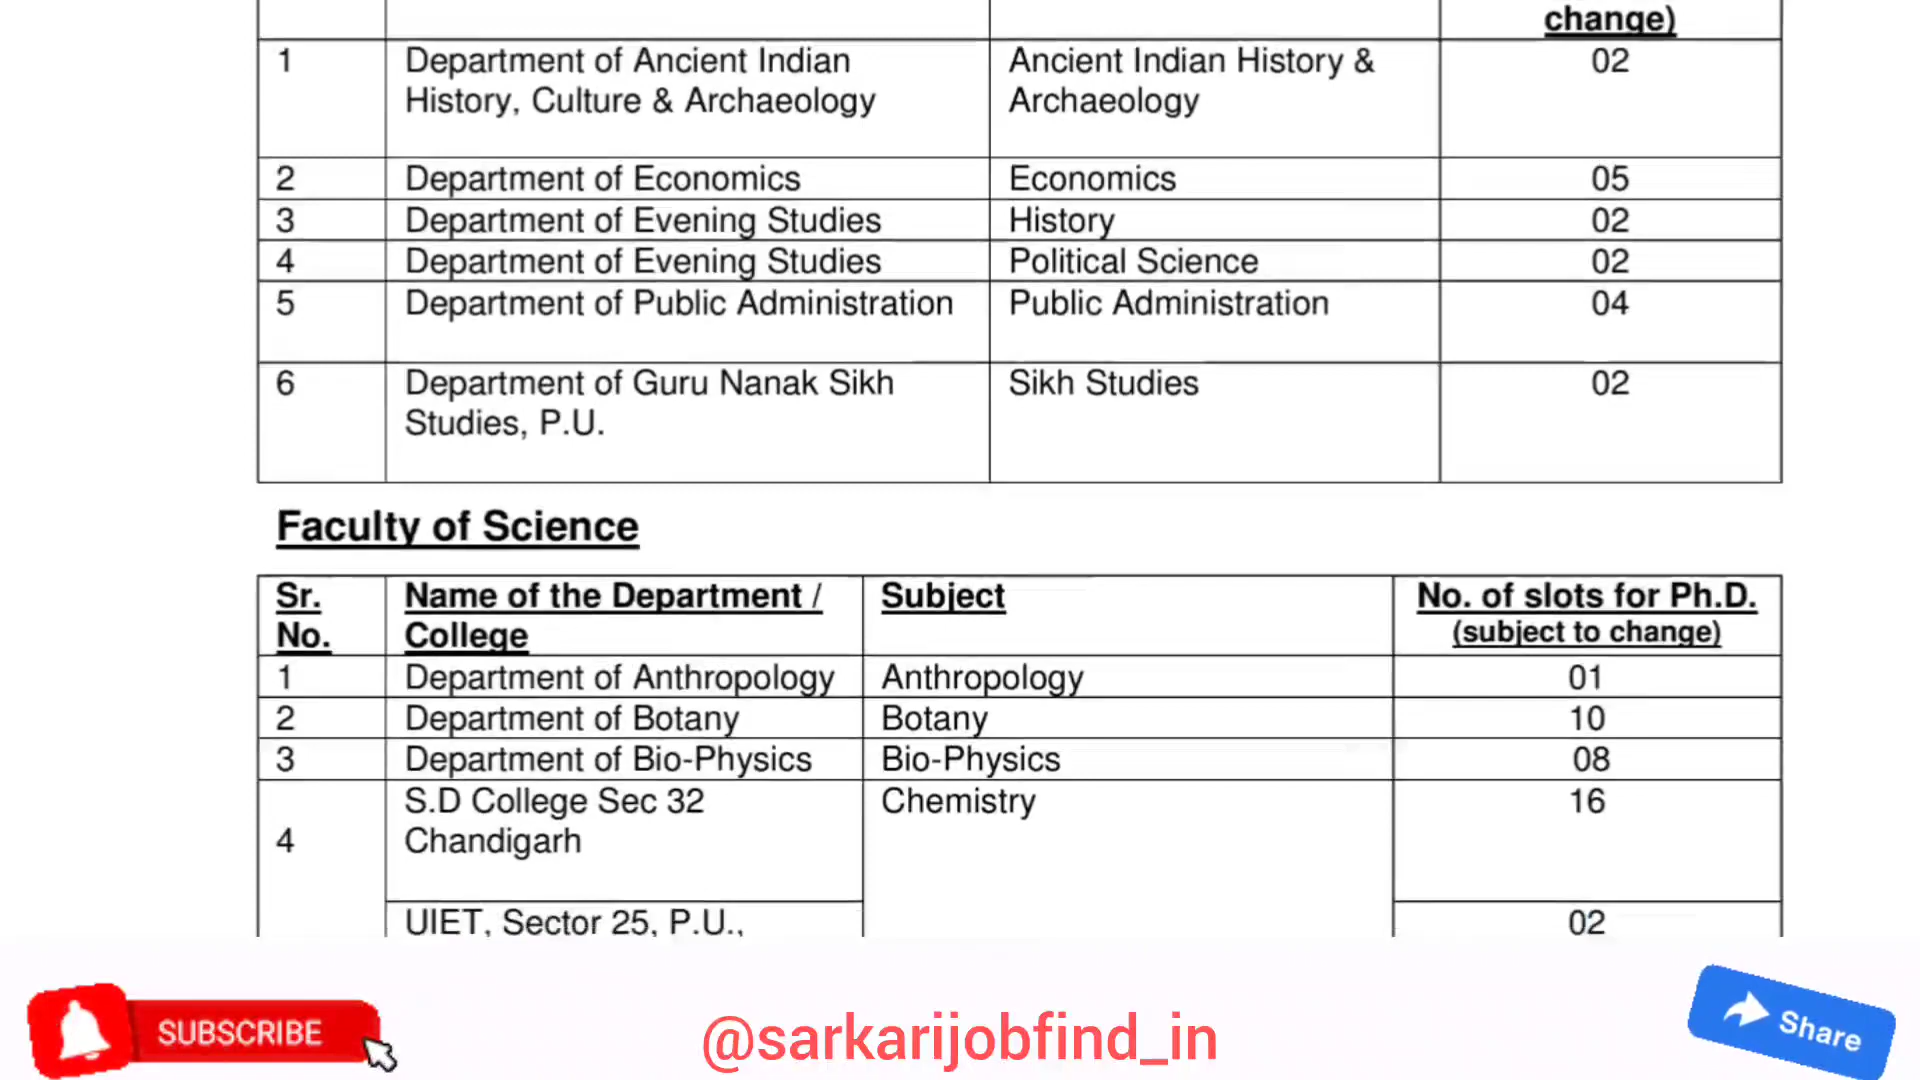 change)
1 Department of Ancient Indian Ancient Indian History & 02
History, Culture & Archaeology Archaeology
2 Department of Economics Economics 05
3 Department of Evening Studies History 02
4 Department of Evening Studies Political Science 02
5 Department of Public Administration Public Administration 04
6 Department of Guru Nanak Sikh Sikh Studies 02
Studies, P.U.
Faculty of Science
Sr. Name of the Department / Subject No. of slots for Ph.D.
No. College (subject to change)
1 Department of Anthropology Anthropology 01
2 Department of Botany Botany 10
3 Department of Bio-Physics Bio-Physics 08
S.D College Sec 32 Chemistry 16
4 Chandigarh
UIET, Sector 25, P.U., 02
SUBSCRIBE
@sarkarijobfind_in
Share